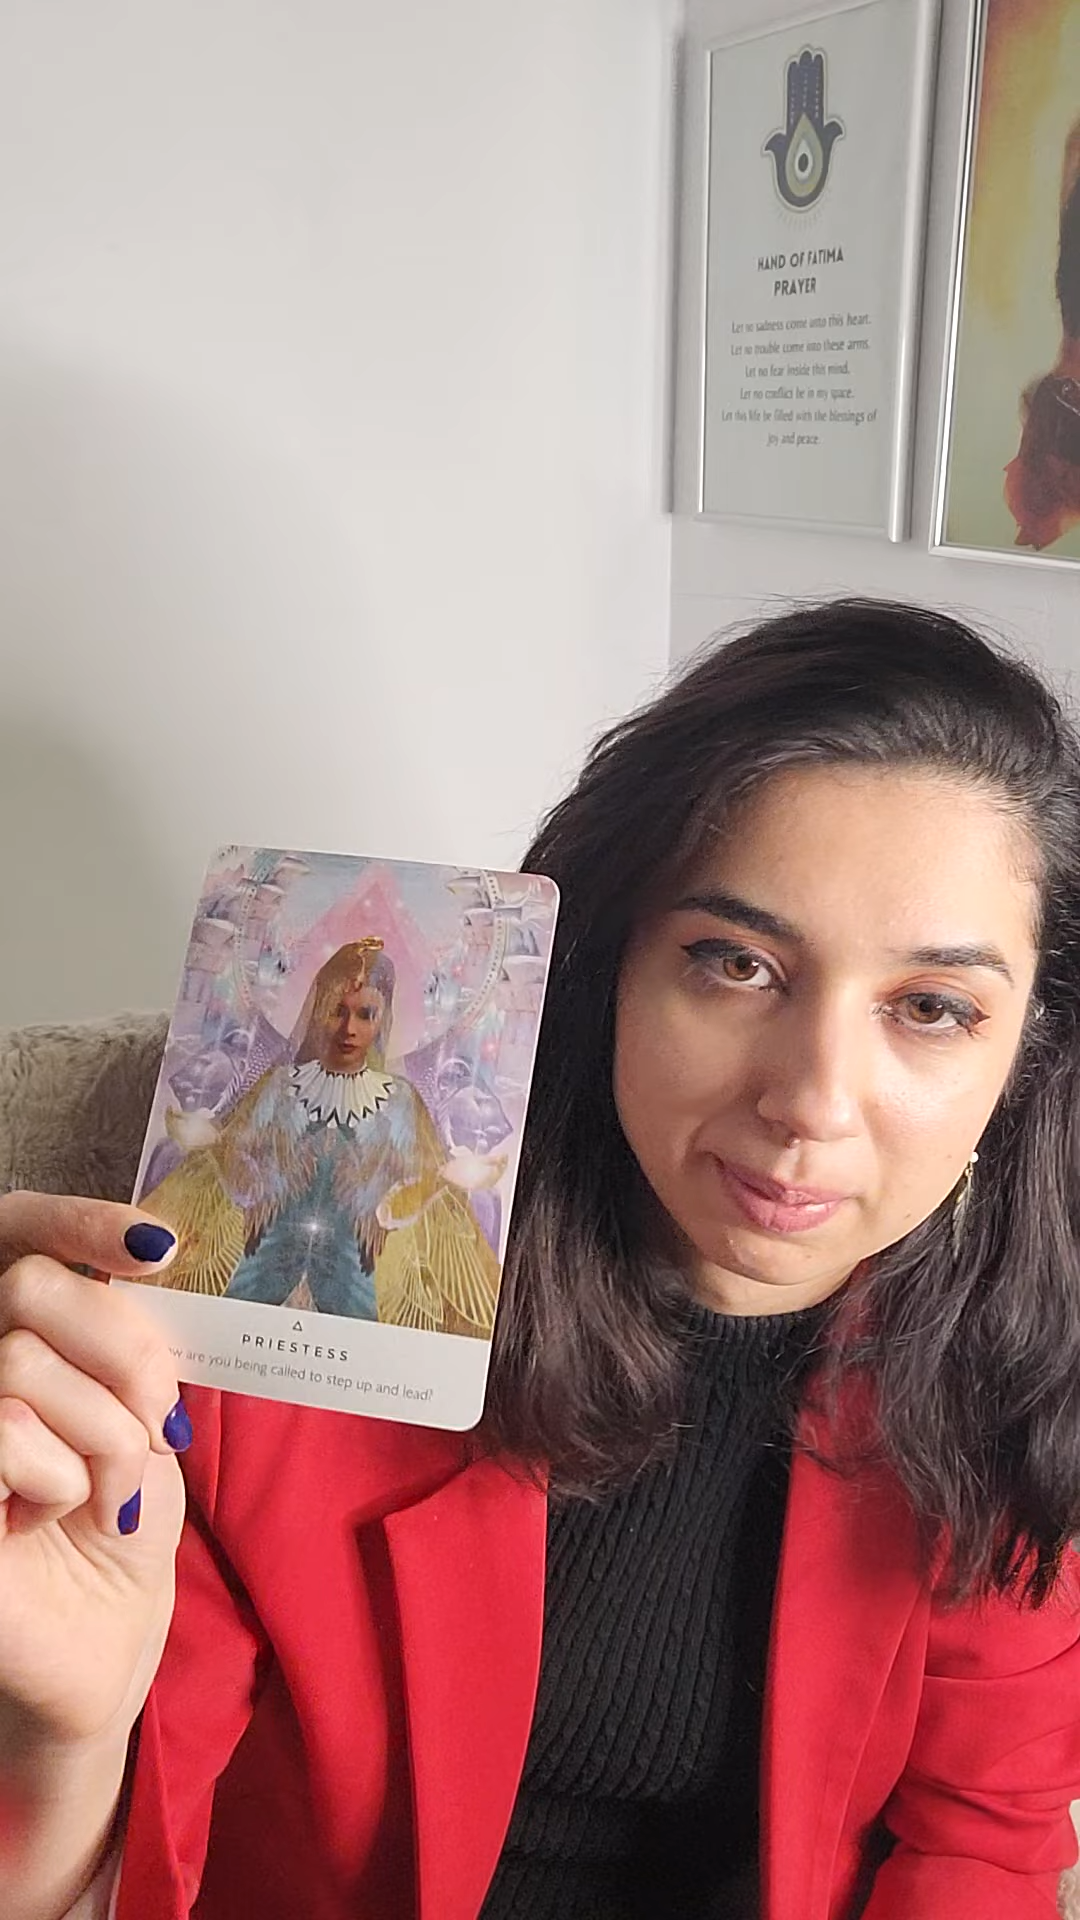 HAND OF FATIMA
PRAYER
Let no sadness come into this heart.
Let no trouble come into these arms.
Let no fear inside this mind.
Let no conflict be in my space.
Let this life be filled with the blessings of
joy and peace.
PRIESTESS
are you being called to step up and lead?